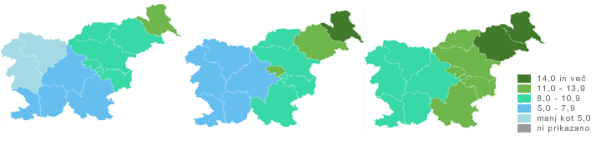 14,0 in več
11,0 - 13,9
8,0 - 10,9
5,0 - 7,9
manj kot 5,0
ni prikazano